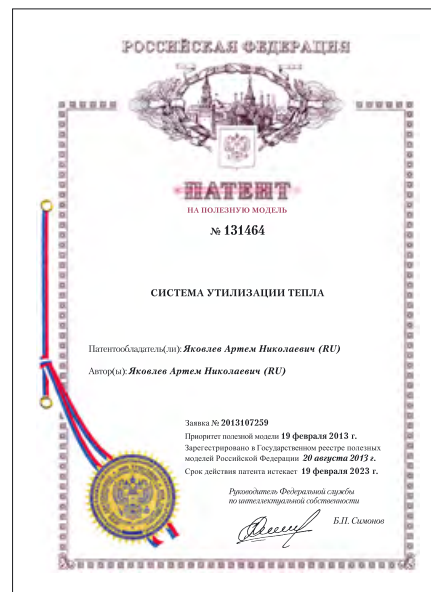 РОССИЙСКАЯ ФЕДЕРАЦИЯ
ПАТЕНТ
НА ПОЛЕЗНУЮ МОДЕЛЬ
№ 131464
СИСТЕМА УТИЛИЗАЦИИ ТЕПЛА
Патентообладатель(ли): Яковлев Артем Николаевич (RU)
Автор(ы): Яковлев Артем Николаевич (RU)
Заявка № 2013107259
Приоритет полезной модели 19 февраля 2013 г.
Зарегестрировано в Государственном реестре полезных
моделей Российской Федерации 20 августа 2013 г.
Срок действия патента истекает 19 февраля 2023 г.
Руководитель Федеральной службы
по интеллектуальной собственности
Б.П. Симонов